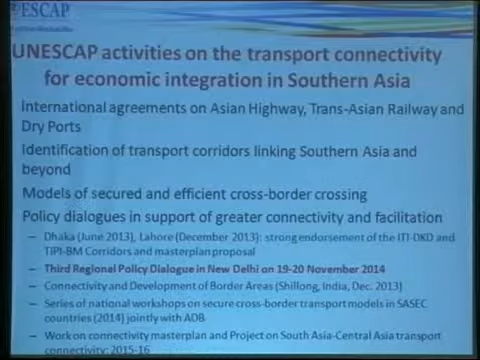 ESCAP
UNESCAP activities on the transport connectivity
for economic integration in Southern Asia
International agreements on Asian Highway, Trans-Asian Railway and
Dry Ports
Identification of transport corridors linking Southern Asia and
beyond
Models of secured and efficient cross-border crossing
Policy dialogues in support of greater connectivity and facilitation
– Dhaka (June 2013), Lahore (December 2013): strong endorsement of the ITI-DKD and
TIPI-BM Corridors and masterplan proposal
– Third Regional Policy Dialogue in New Delhi on 19-20 November 2014
– Connectivity and Development of Border Areas (Shillong, India, Dec. 2013)
– Series of national workshops on secure cross-border transport models in SASEC
countries (2014) jointly with ADB
– Work on connectivity masterplan and Project on South Asia-Central Asia transport
connectivity: 2015-16